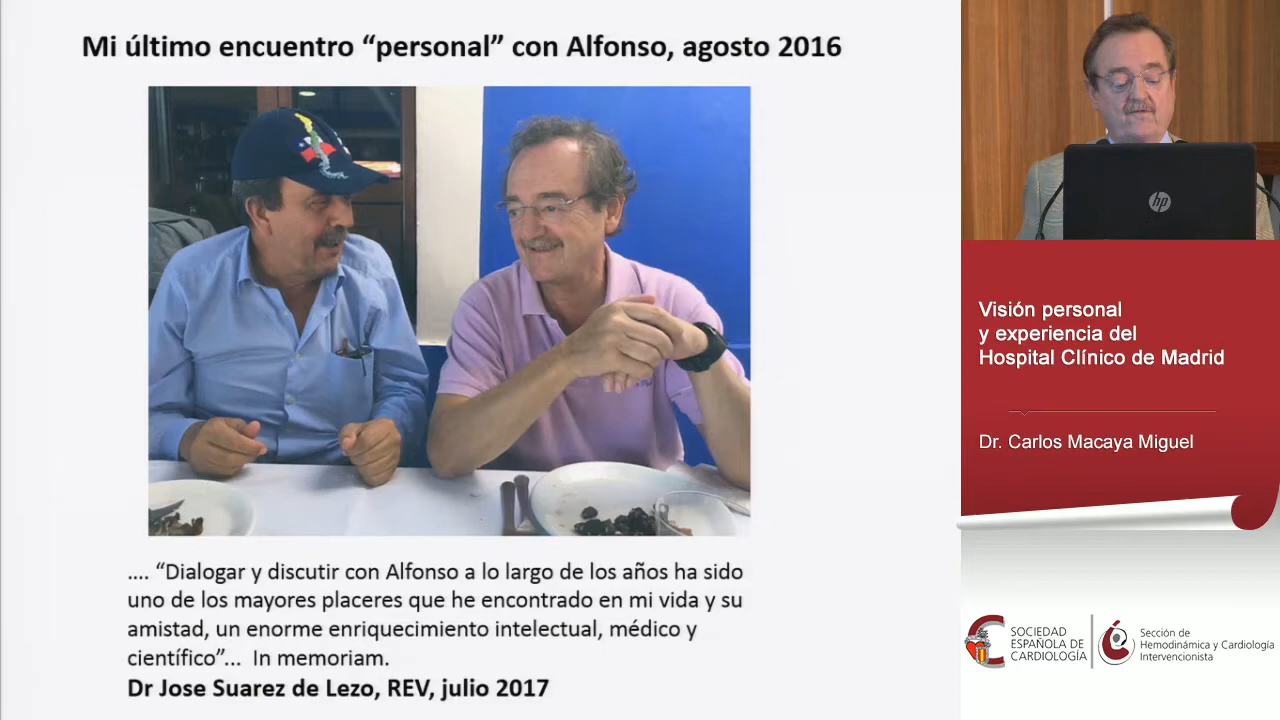 Mi último encuentro “personal” con Alfonso, agosto 2016
.... “Dialogar y discutir con Alfonso a lo largo de los años ha sido
uno de los mayores placeres que he encontrado en mi vida y su
amistad, un enorme enriquecimiento intelectual, médico y
científico”... In memoriam.
Dr Jose Suarez de Lezo, REV, julio 2017
hp
Visión personal
y experiencia del
Hospital Clínico de Madrid
Dr. Carlos Macaya Miguel
SOCIEDAD
ESPAÑOLA DE
CARDIOLOGÍA
Sección de
Hemodinámica y Cardiología
Intervencionista